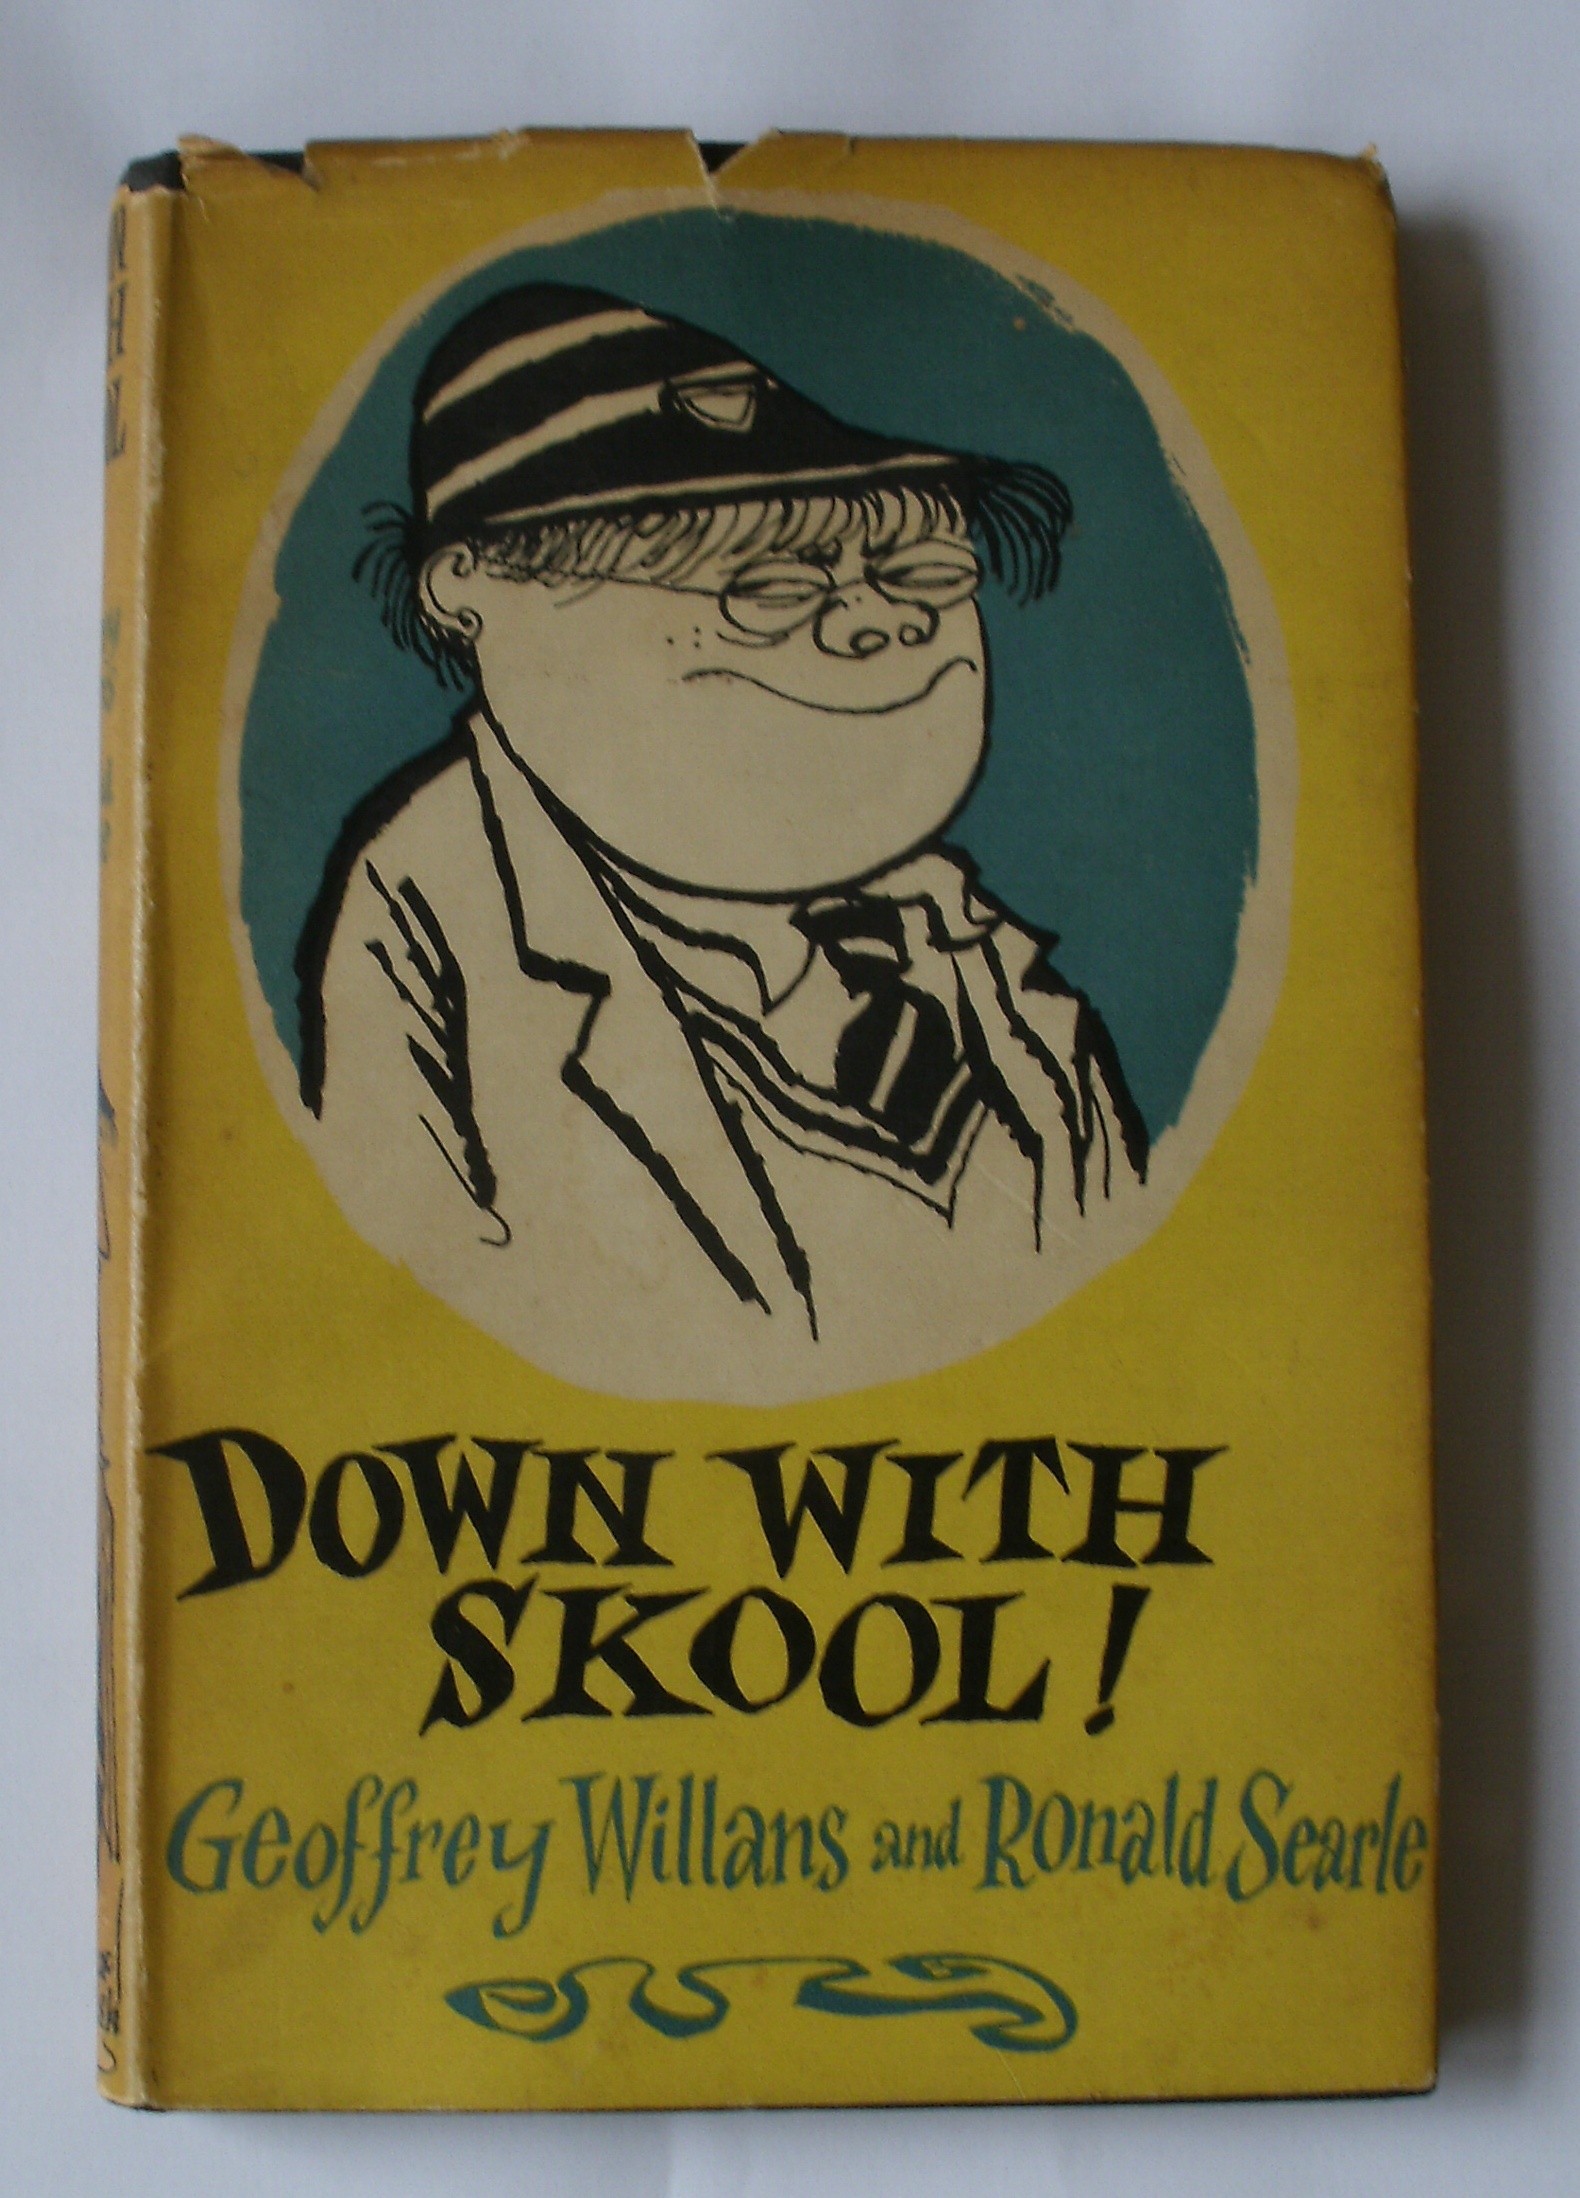 DOWN WITH
SKOOL!
Geoffrey Willans and Ronald Searle